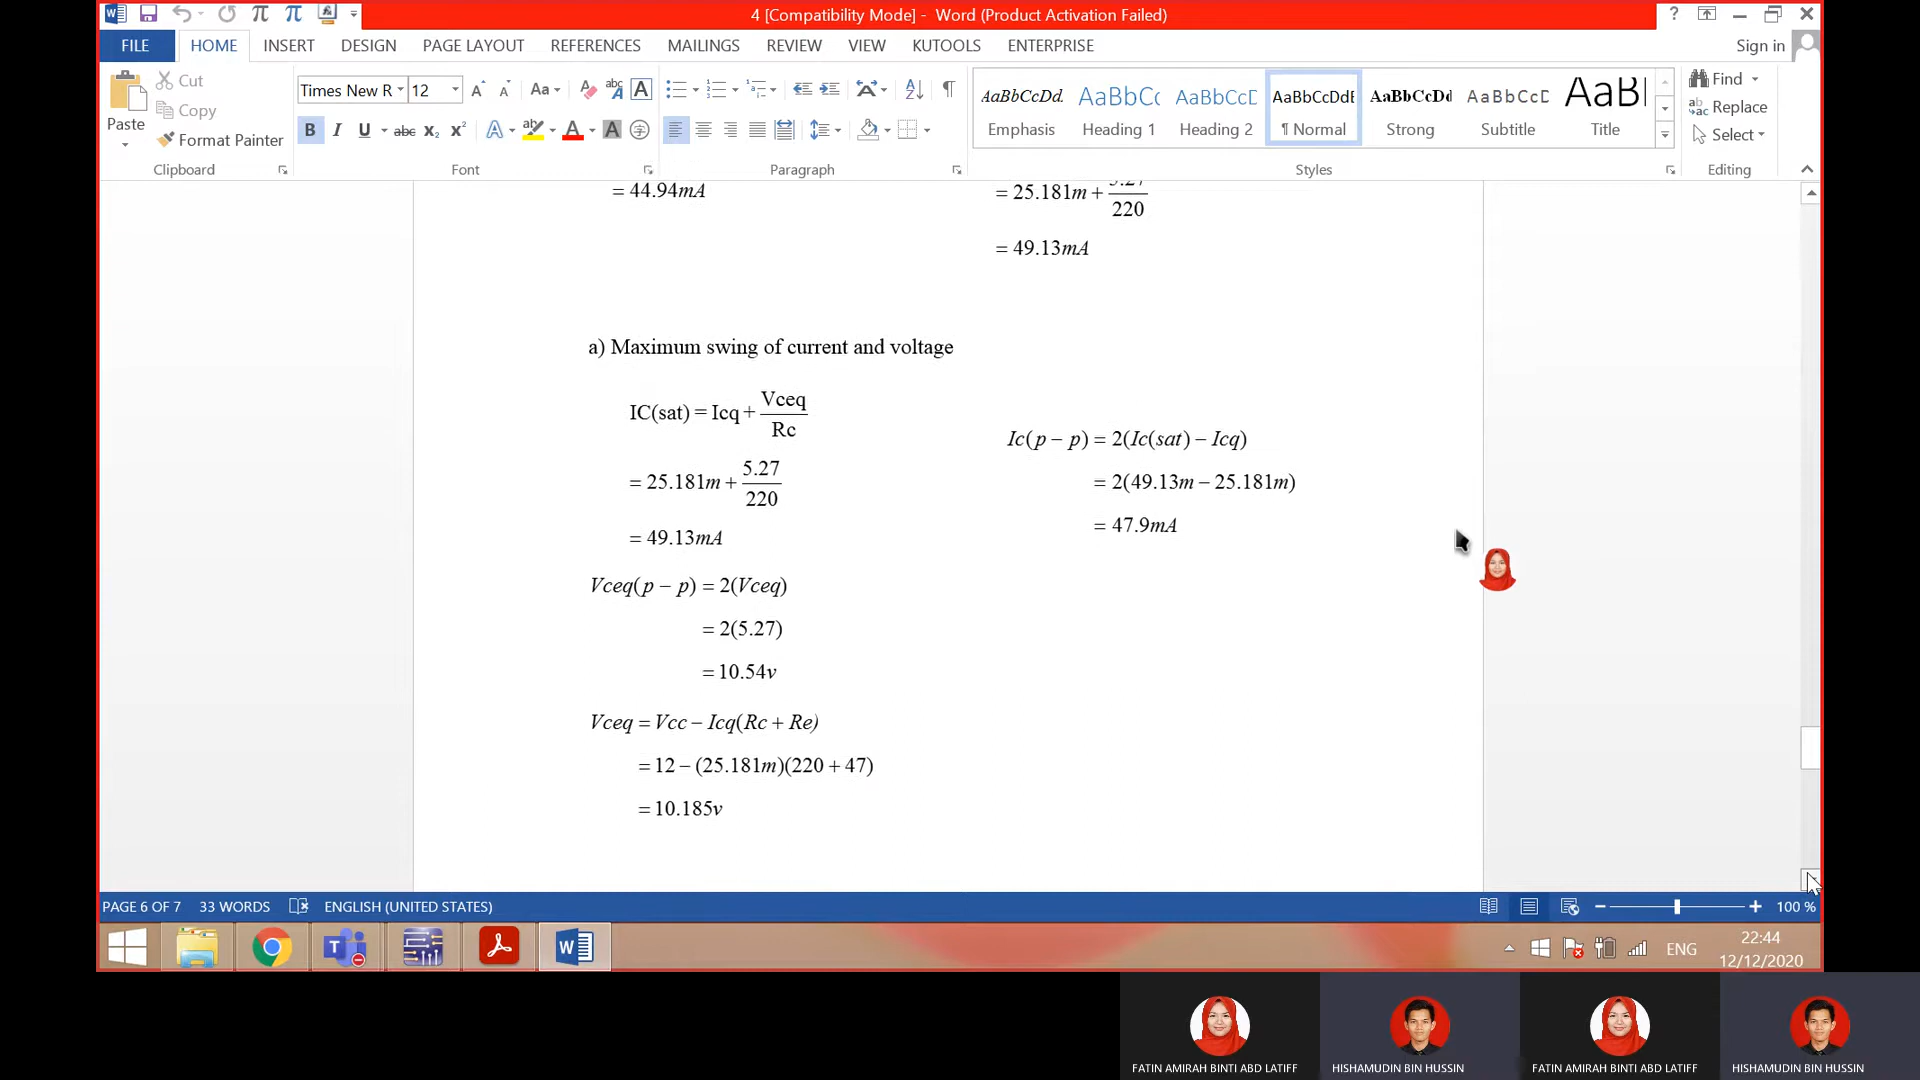 4 [Compatibility Mode] - Word (Product Activation Failed)
FILE HOME INSERT DESIGN PAGE LAYOUT REFERENCES MAILINGS REVIEW VIEW KUTOOLS ENTERPRISE Sign in
Paste
Cut
Copy
Format Painter
Clipboard
Times New R 12
Font
Paragraph
AaBbCcDd. AaBbCc AaBbCcD AaBbCcDdE AaBbCcDd AaBbCcD AaB
Emphasis Heading 1 Heading 2 ¶ Normal Strong Subtitle Title
Styles
Find
Replace
Select
Editing
= 44.94mA
= 25.181m + 5.27/220
= 49.13mA
a) Maximum swing of current and voltage
IC(sat) = Icq + Vceq/Rc
= 25.181m + 5.27/220
= 49.13mA
Ic(p − p) = 2(Ic(sat) − Icq)
= 2(49.13m − 25.181m)
= 47.9mA
Vceq(p − p) = 2(Vceq)
= 2(5.27)
= 10.54v
Vceq = Vcc − Icq(Rc + Re)
= 12 − (25.181m)(220 + 47)
= 10.185v
PAGE 6 OF 7 33 WORDS ENGLISH (UNITED STATES) 100 %
ENG
22:44
12/12/2020
FATIN AMIRAH BINTI ABD LATIFF HISHAMUDIN BIN HUSSIN FATIN AMIRAH BINTI ABD LATIFF HISHAMUDIN BIN HUSSIN